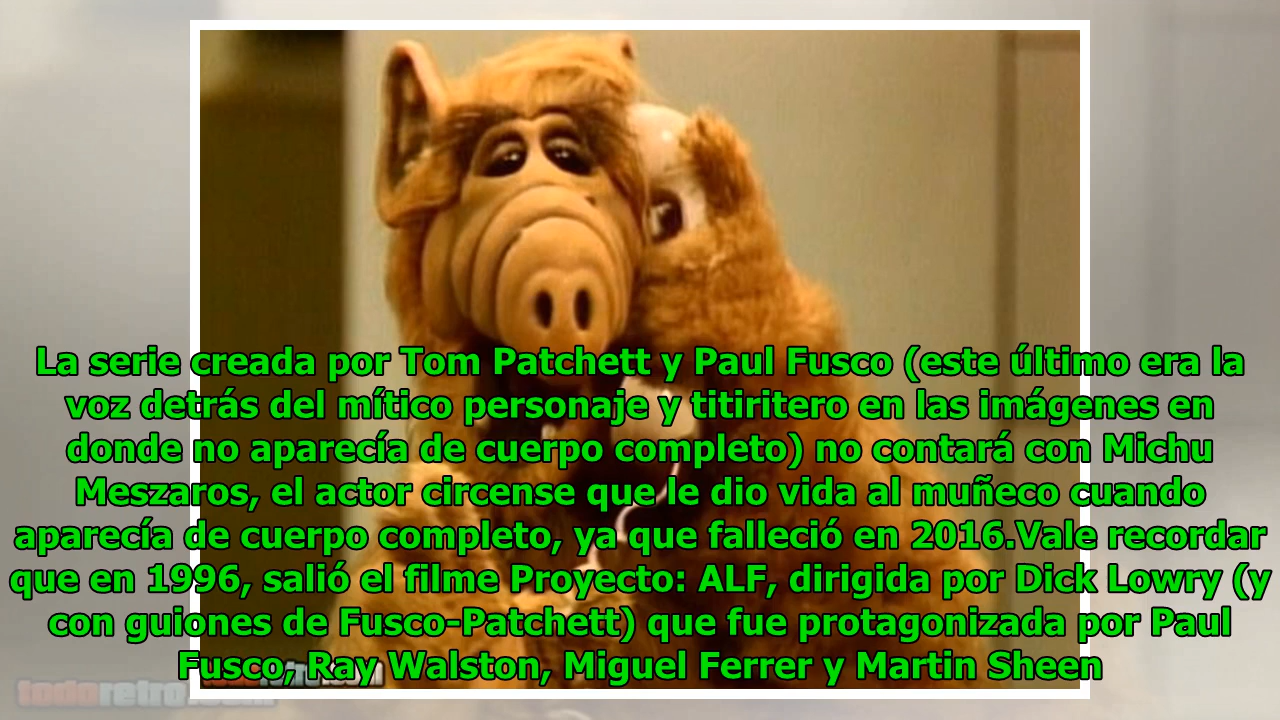 La serie creada por Tom Patchett y Paul Fusco (este último era la
voz detrás del mítico personaje y titiritero en las imágenes en
donde no aparecía de cuerpo completo) no contará con Michu
Meszaros, el actor circense que le dio vida al muñeco cuando
aparecía de cuerpo completo, ya que falleció en 2016.Vale recordar
que en 1996, salió el filme Proyecto: ALF, dirigida por Dick Lowry (y
con guiones de Fusco-Patchett) que fue protagonizada por Paul
Fusco, Ray Walston, Miguel Ferrer y Martin Sheen
todoretro.com